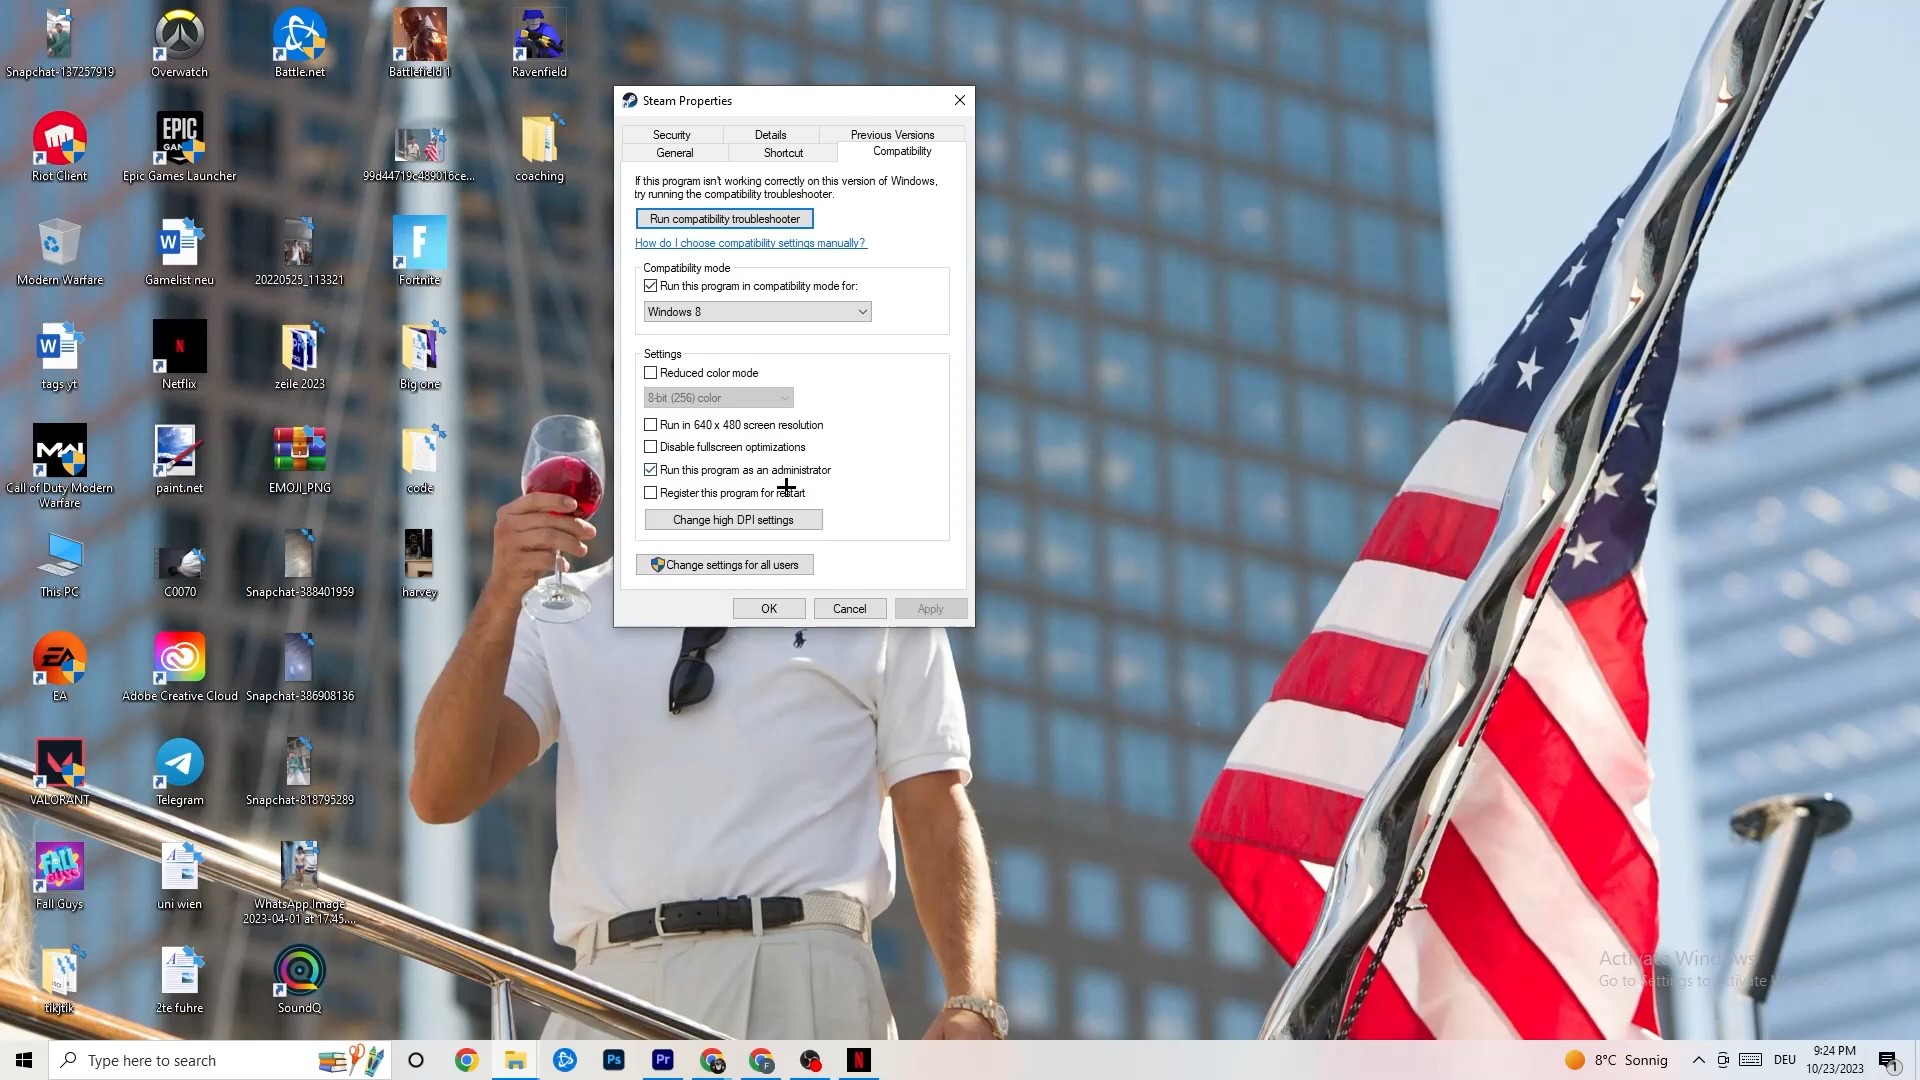 Snapchat-137257919
Overwatch
Battle.net
Battlefield 1
Ravenfield
EPIC
GAM
Riot Client
Epic Games Launcher
99d44719c489016ce...
coaching
Modern Warfare
Gamelist neu
20220525_113321
Fortnite
tags yt
Netflix
zeile 2023
Big one
Call of Duty Modern
Warfare
paint.net
EMOJI_PNG
code
This PC
C0070
Snapchat-388401959
harvey
EA
Adobe Creative Cloud
Snapchat-386908136
VALORANT
Telegram
Snapchat-818795289
Fall Guys
uni wien
WhatsApp Image
2023-04-01 at 17.45....
tikjtik
2te fuhre
SoundQ
Steam Properties
Security
Details
Previous Versions
General
Shortcut
Compatibility
If this program isn't working correctly on this version of Windows,
try running the compatibility troubleshooter.
Run compatibility troubleshooter
How do I choose compatibility settings manually?
Compatibility mode
Run this program in compatibility mode for:
Windows 8
Settings
Reduced color mode
8-bit (256) color
Run in 640 x 480 screen resolution
Disable fullscreen optimizations
Run this program as an administrator
Register this program for restart
Change high DPI settings
Change settings for all users
OK
Cancel
Apply
Activate Windows
Go to Settings to activate
Type here to search
Ps
Pr
8°C Sonnig
DEU
9:24 PM
10/23/2023
1